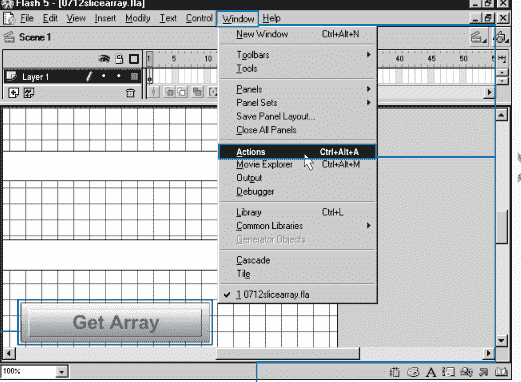 Flash 5 - [0712slicearray.fla]
File Edit View Insert Modify Text Control Window Help
Scene 1
Layer 1
1 5 10 40 45 50
New Window Ctrl+Alt+N
Toolbars
Tools
Panels
Panel Sets
Save Panel Layout...
Close All Panels
Actions Ctrl+Alt+A
Movie Explorer Ctrl+Alt+M
Output
Debugger
Library Ctrl+L
Common Libraries
Generator Objects
Cascade
Tile
1 0712slicearray.fla
Get Array
100%